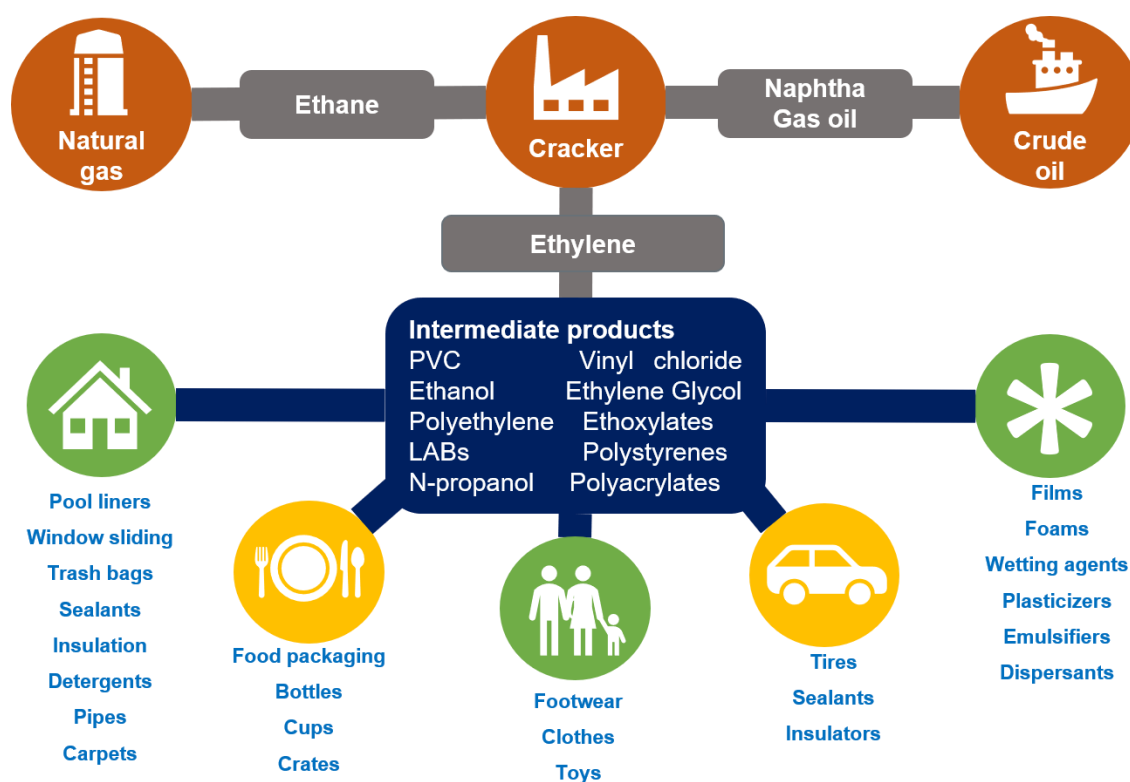 Natural
gas
Ethane
Cracker
Naphtha
Gas oil
Crude
oil
Ethylene
Intermediate products
PVC Vinyl chloride
Ethanol Ethylene Glycol
Polyethylene Ethoxylates
LABs Polystyrenes
N-propanol Polyacrylates
Pool liners
Window sliding
Trash bags
Sealants
Insulation
Detergents
Pipes
Carpets
Food packaging
Bottles
Cups
Crates
Footwear
Clothes
Toys
Tires
Sealants
Insulators
Films
Foams
Wetting agents
Plasticizers
Emulsifiers
Dispersants